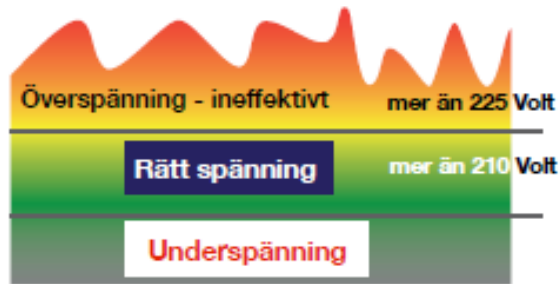 Överspänning - ineffektivt mer än 225 Volt
Rätt spänning mer än 210 Volt
Underspänning